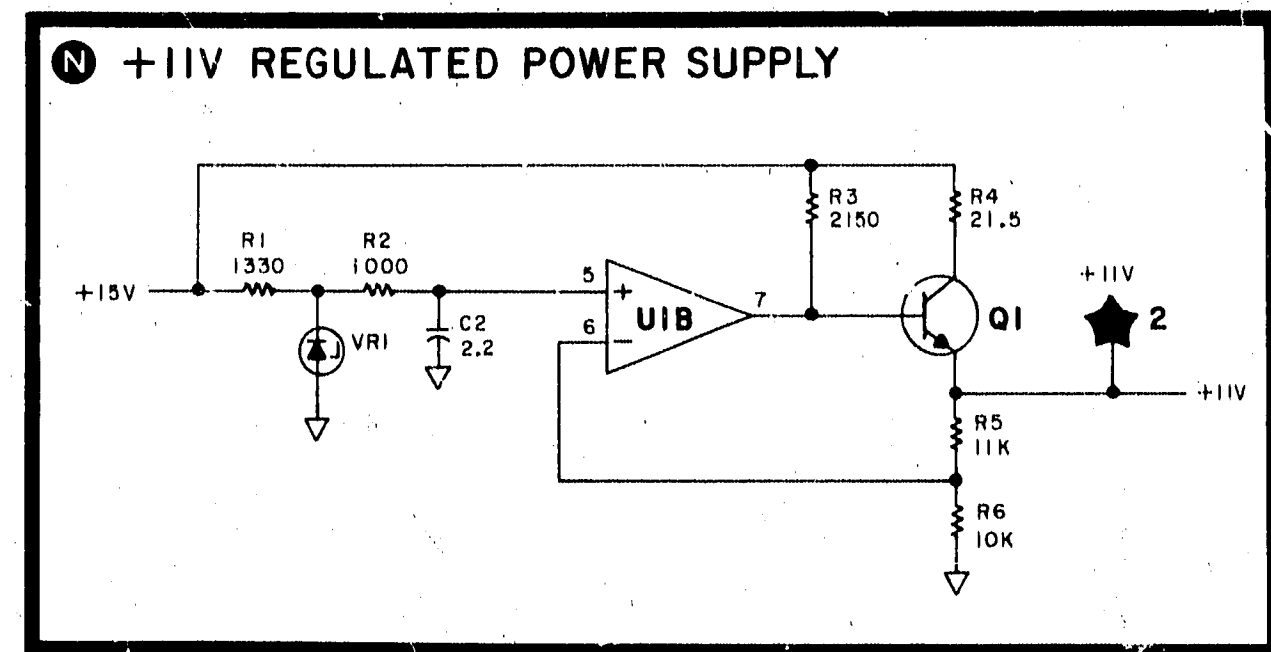 N +11V REGULATED POWER SUPPLY
R3
2150
R4
21.5
R1
1330
R2
1000
+15V
5
+
6
-
U1B
7
Q1
+11V
2
VR1
C2
2.2
+11V
R5
11K
R6
10K